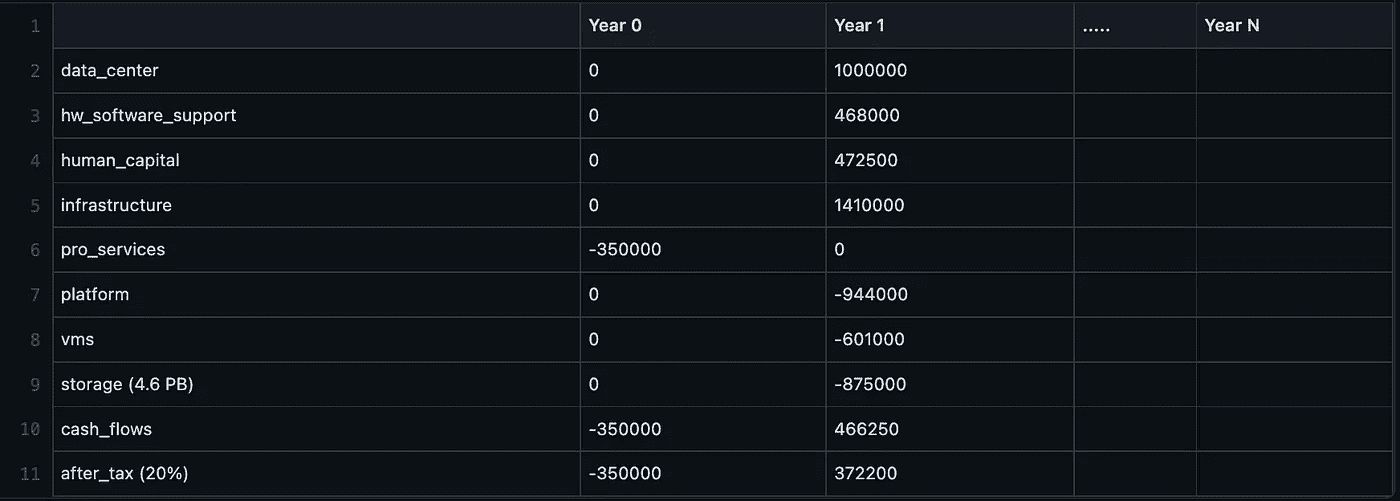 1 Year 0 Year 1 ..... Year N
2 data_center 0 1000000
3 hw_software_support 0 468000
4 human_capital 0 472500
5 infrastructure 0 1410000
6 pro_services -350000 0
7 platform 0 -944000
8 vms 0 -601000
9 storage (4.6 PB) 0 -875000
10 cash_flows -350000 466250
11 after_tax (20%) -350000 372200